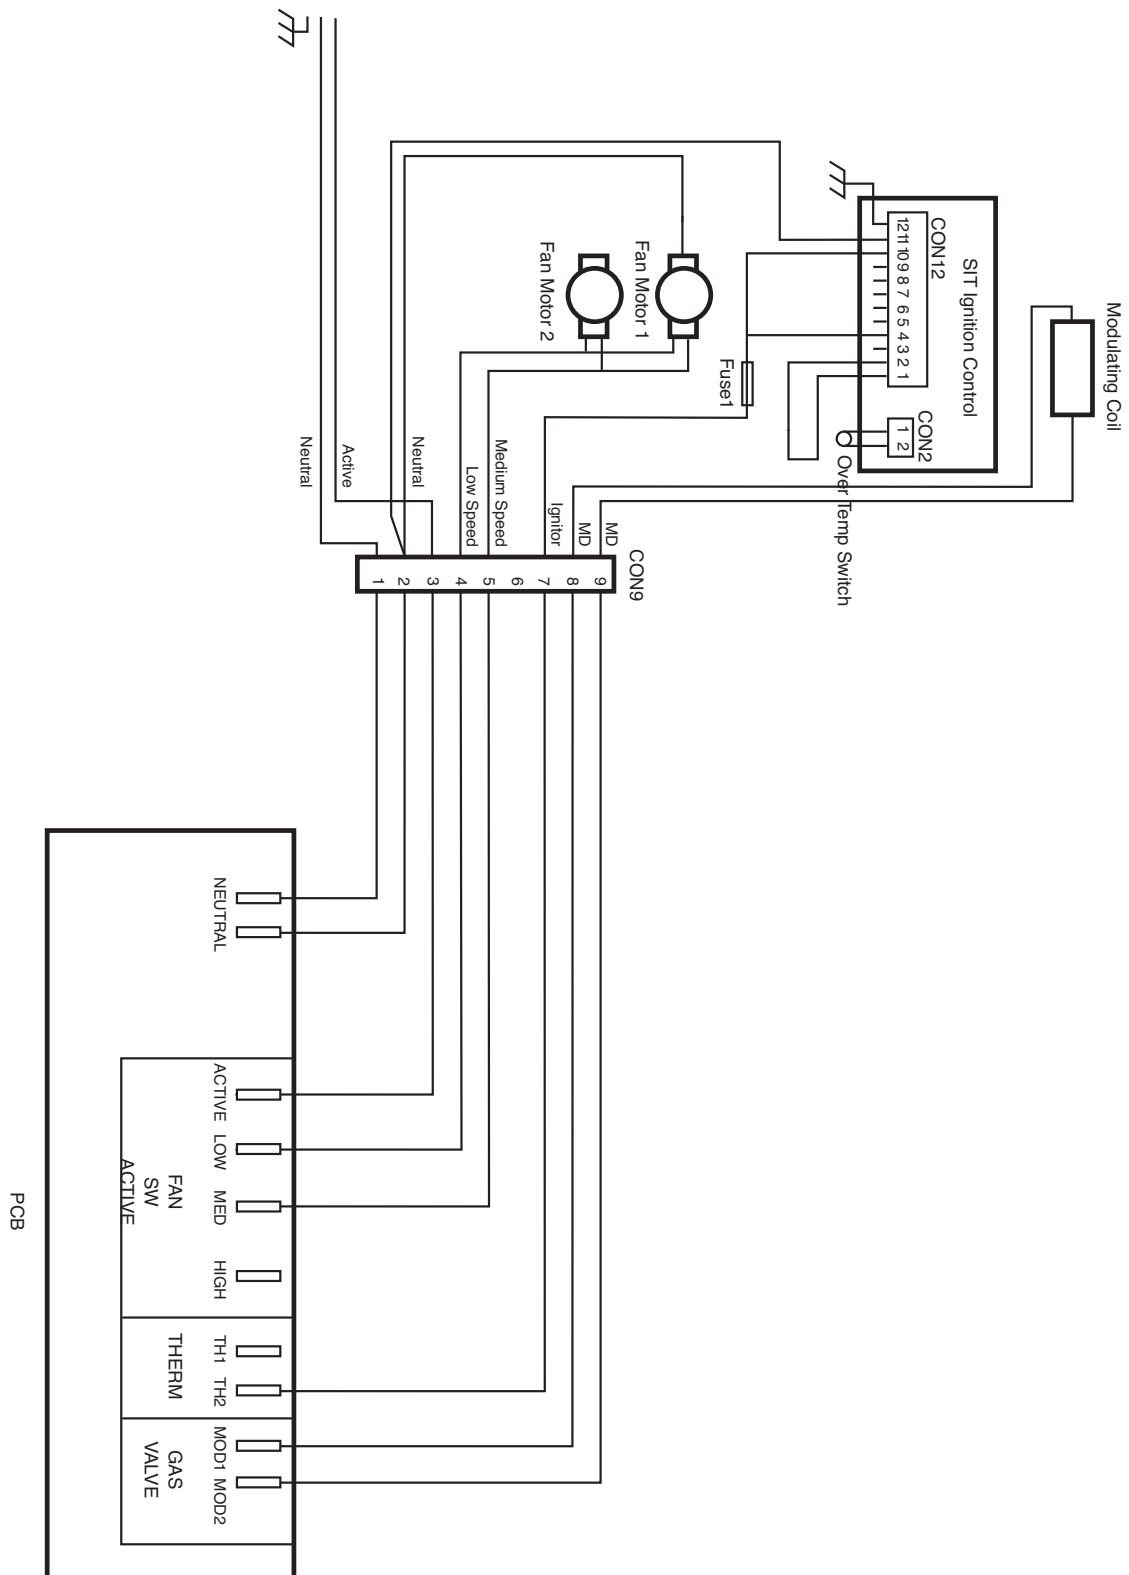 Modulating Coil
SIT Ignition Control
CON12
12 11 10 9 8 7 6 5 4 3 2 1
CON2
1 2
Over Temp Switch
Fuse1
Fan Motor 1
Fan Motor 2
CON9
MD
MD
Ignitor
Medium Speed
Low Speed
Neutral
Active
Neutral
1 2 3 4 5 6 7 8 9
NEUTRAL
ACTIVE
LOW
MED
HIGH
TH1
TH2
MOD1
MOD2
FAN
SW
ACTIVE
THERM
GAS
VALVE
PCB